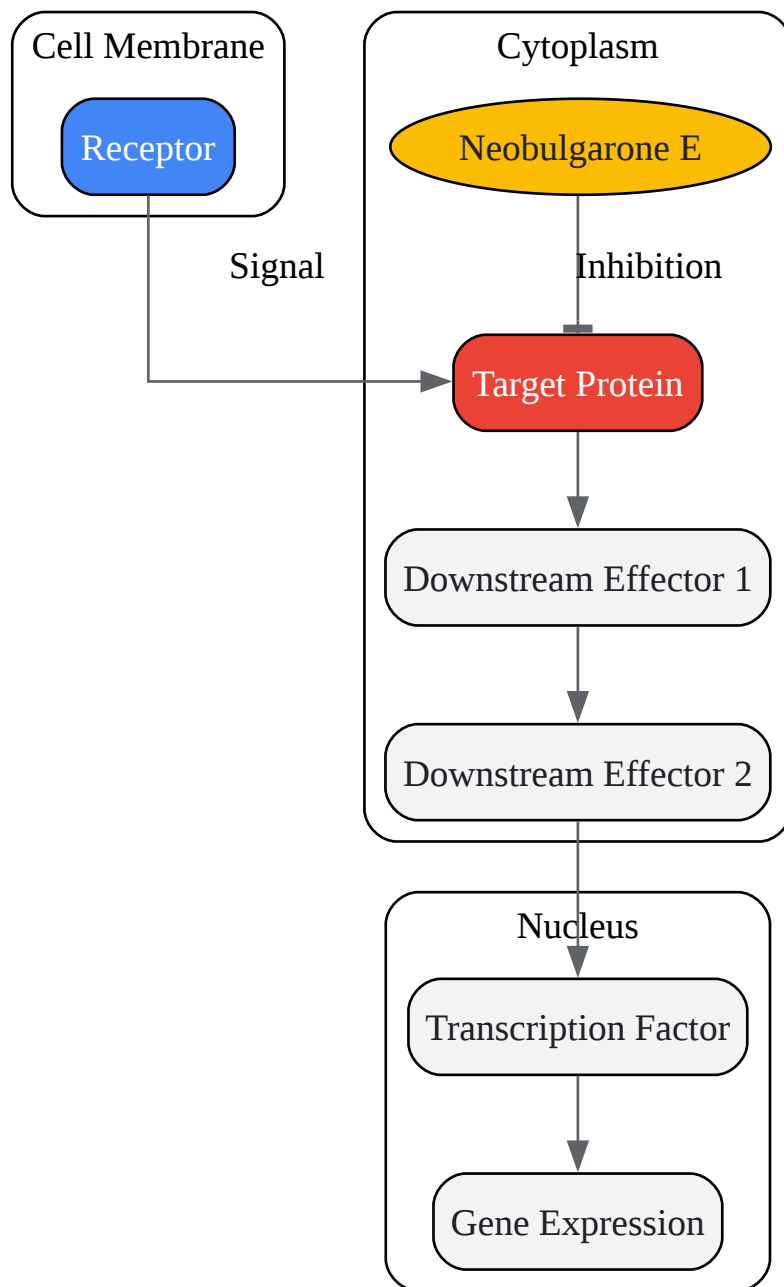 Cell Membrane
Receptor
Cytoplasm
Neobulgarone E
Signal
Inhibition
Target Protein
Downstream Effector 1
Downstream Effector 2
Nucleus
Transcription Factor
Gene Expression